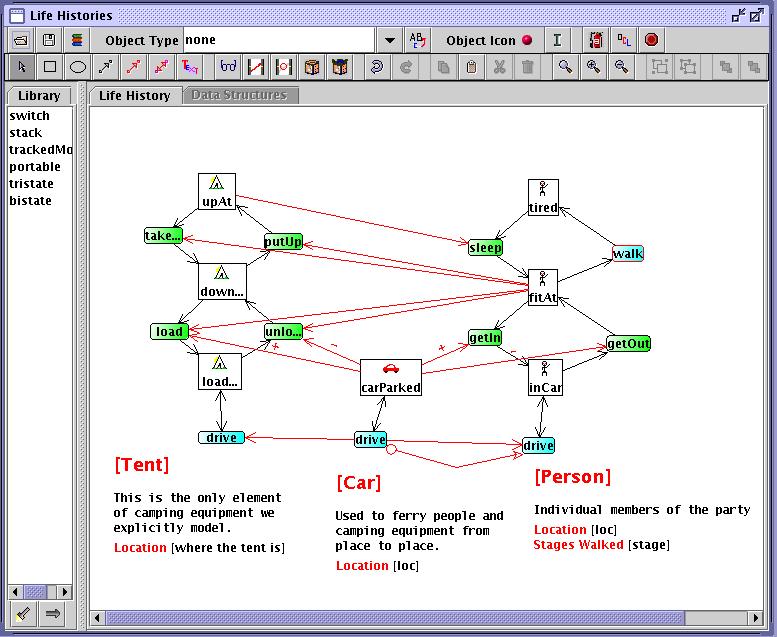 Life Histories
Object Type none Object Icon
Library
Life History Data Structures
switch
stack
trackedMo
portable
tristate
bistate
upAt
tired
take...
putUp
sleep
walk
down...
fitAt
load
unlo...
getIn
getOut
+ - + -
load...
carParked
inCar
drive
drive
drive
[Tent]
This is the only element
of camping equipment we
explicitly model.
Location [where the tent is]
[Car]
Used to ferry people and
camping equipment from
place to place.
Location [loc]
[Person]
Individual members of the party
Location [loc]
Stages Walked [stage]